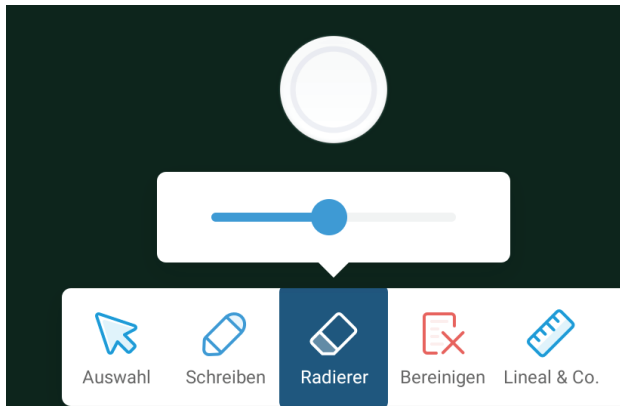 Auswahl
Schreiben
Radierer
Bereinigen
Lineal & Co.